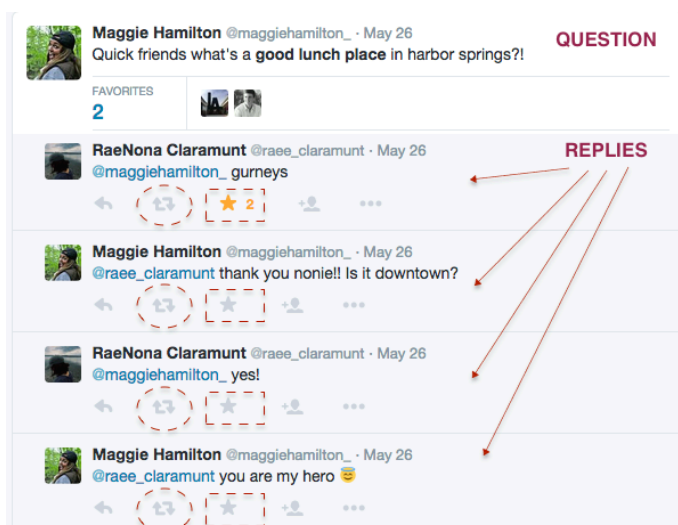 Maggie Hamilton @maggiehamilton_ · May 26
Quick friends what's a good lunch place in harbor springs?!
QUESTION
FAVORITES
2
RaeNona Claramunt @raee_claramunt · May 26
REPLIES
@maggiehamilton_ gurneys
2
Maggie Hamilton @maggiehamilton_ · May 26
@raee_claramunt thank you nonie!! Is it downtown?
RaeNona Claramunt @raee_claramunt · May 26
@maggiehamilton_ yes!
Maggie Hamilton @maggiehamilton_ · May 26
@raee_claramunt you are my hero 😇